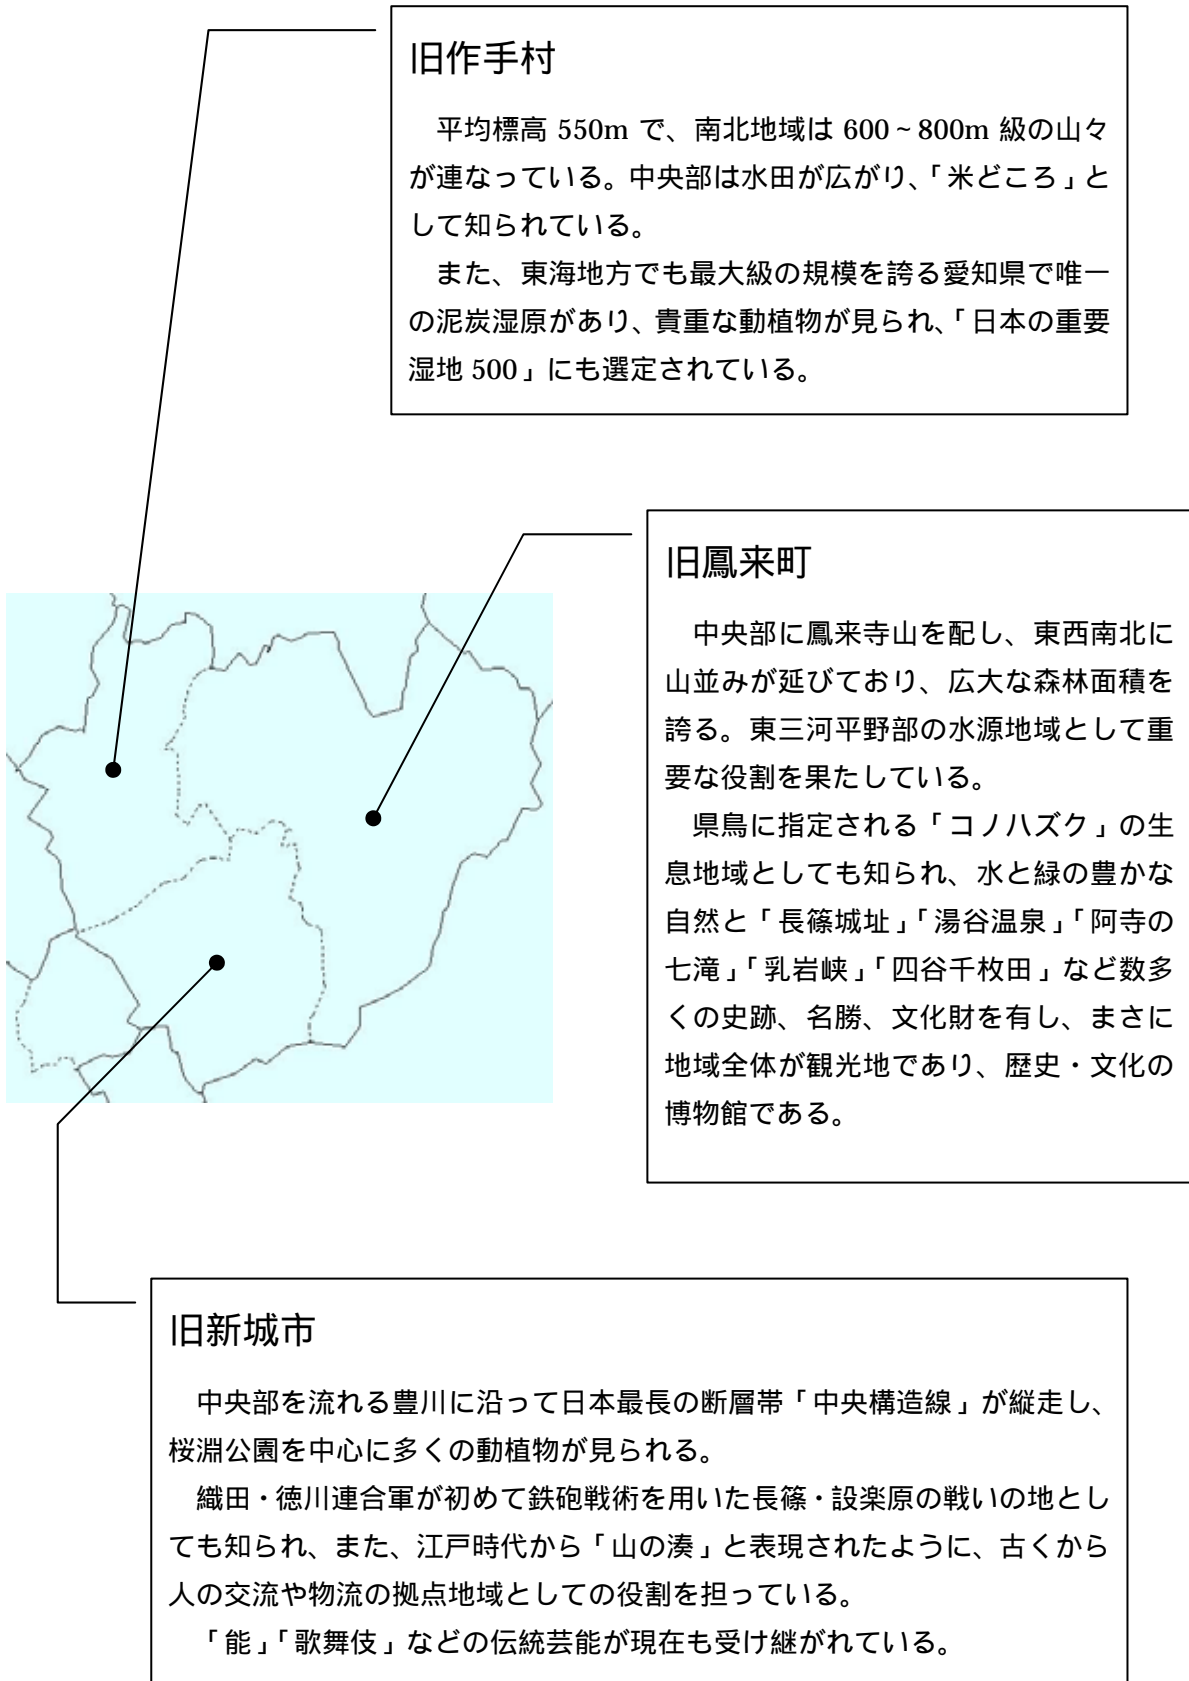 旧作手村
平均標高 550m で、南北地域は 600~800m 級の山々
が連なっている。中央部は水田が広がり、「米どころ」と
して知られている。
また、東海地方でも最大級の規模を誇る愛知県で唯一
の泥炭湿原があり、貴重な動植物が見られ、「日本の重要
湿地 500」にも選定されている。
旧鳳来町
中央部に鳳来寺山を配し、東西南北に
山並みが延びており、広大な森林面積を
誇る。東三河平野部の水源地域として重
要な役割を果たしている。
県鳥に指定される「コノハズク」の生
息地域としても知られ、水と緑の豊かな
自然と「長篠城址」「湯谷温泉」「阿寺の
七滝」「乳岩峡」「四谷千枚田」など数多
くの史跡、名勝、文化財を有し、まさに
地域全体が観光地であり、歴史・文化の
博物館である。
旧新城市
中央部を流れる豊川に沿って日本最長の断層帯「中央構造線」が縦走し、
桜淵公園を中心に多くの動植物が見られる。
織田・徳川連合軍が初めて鉄砲戦術を用いた長篠・設楽原の戦いの地とし
ても知られ、また、江戸時代から「山の湊」と表現されたように、古くから
人の交流や物流の拠点地域としての役割を担っている。
「能」「歌舞伎」などの伝統芸能が現在も受け継がれている。